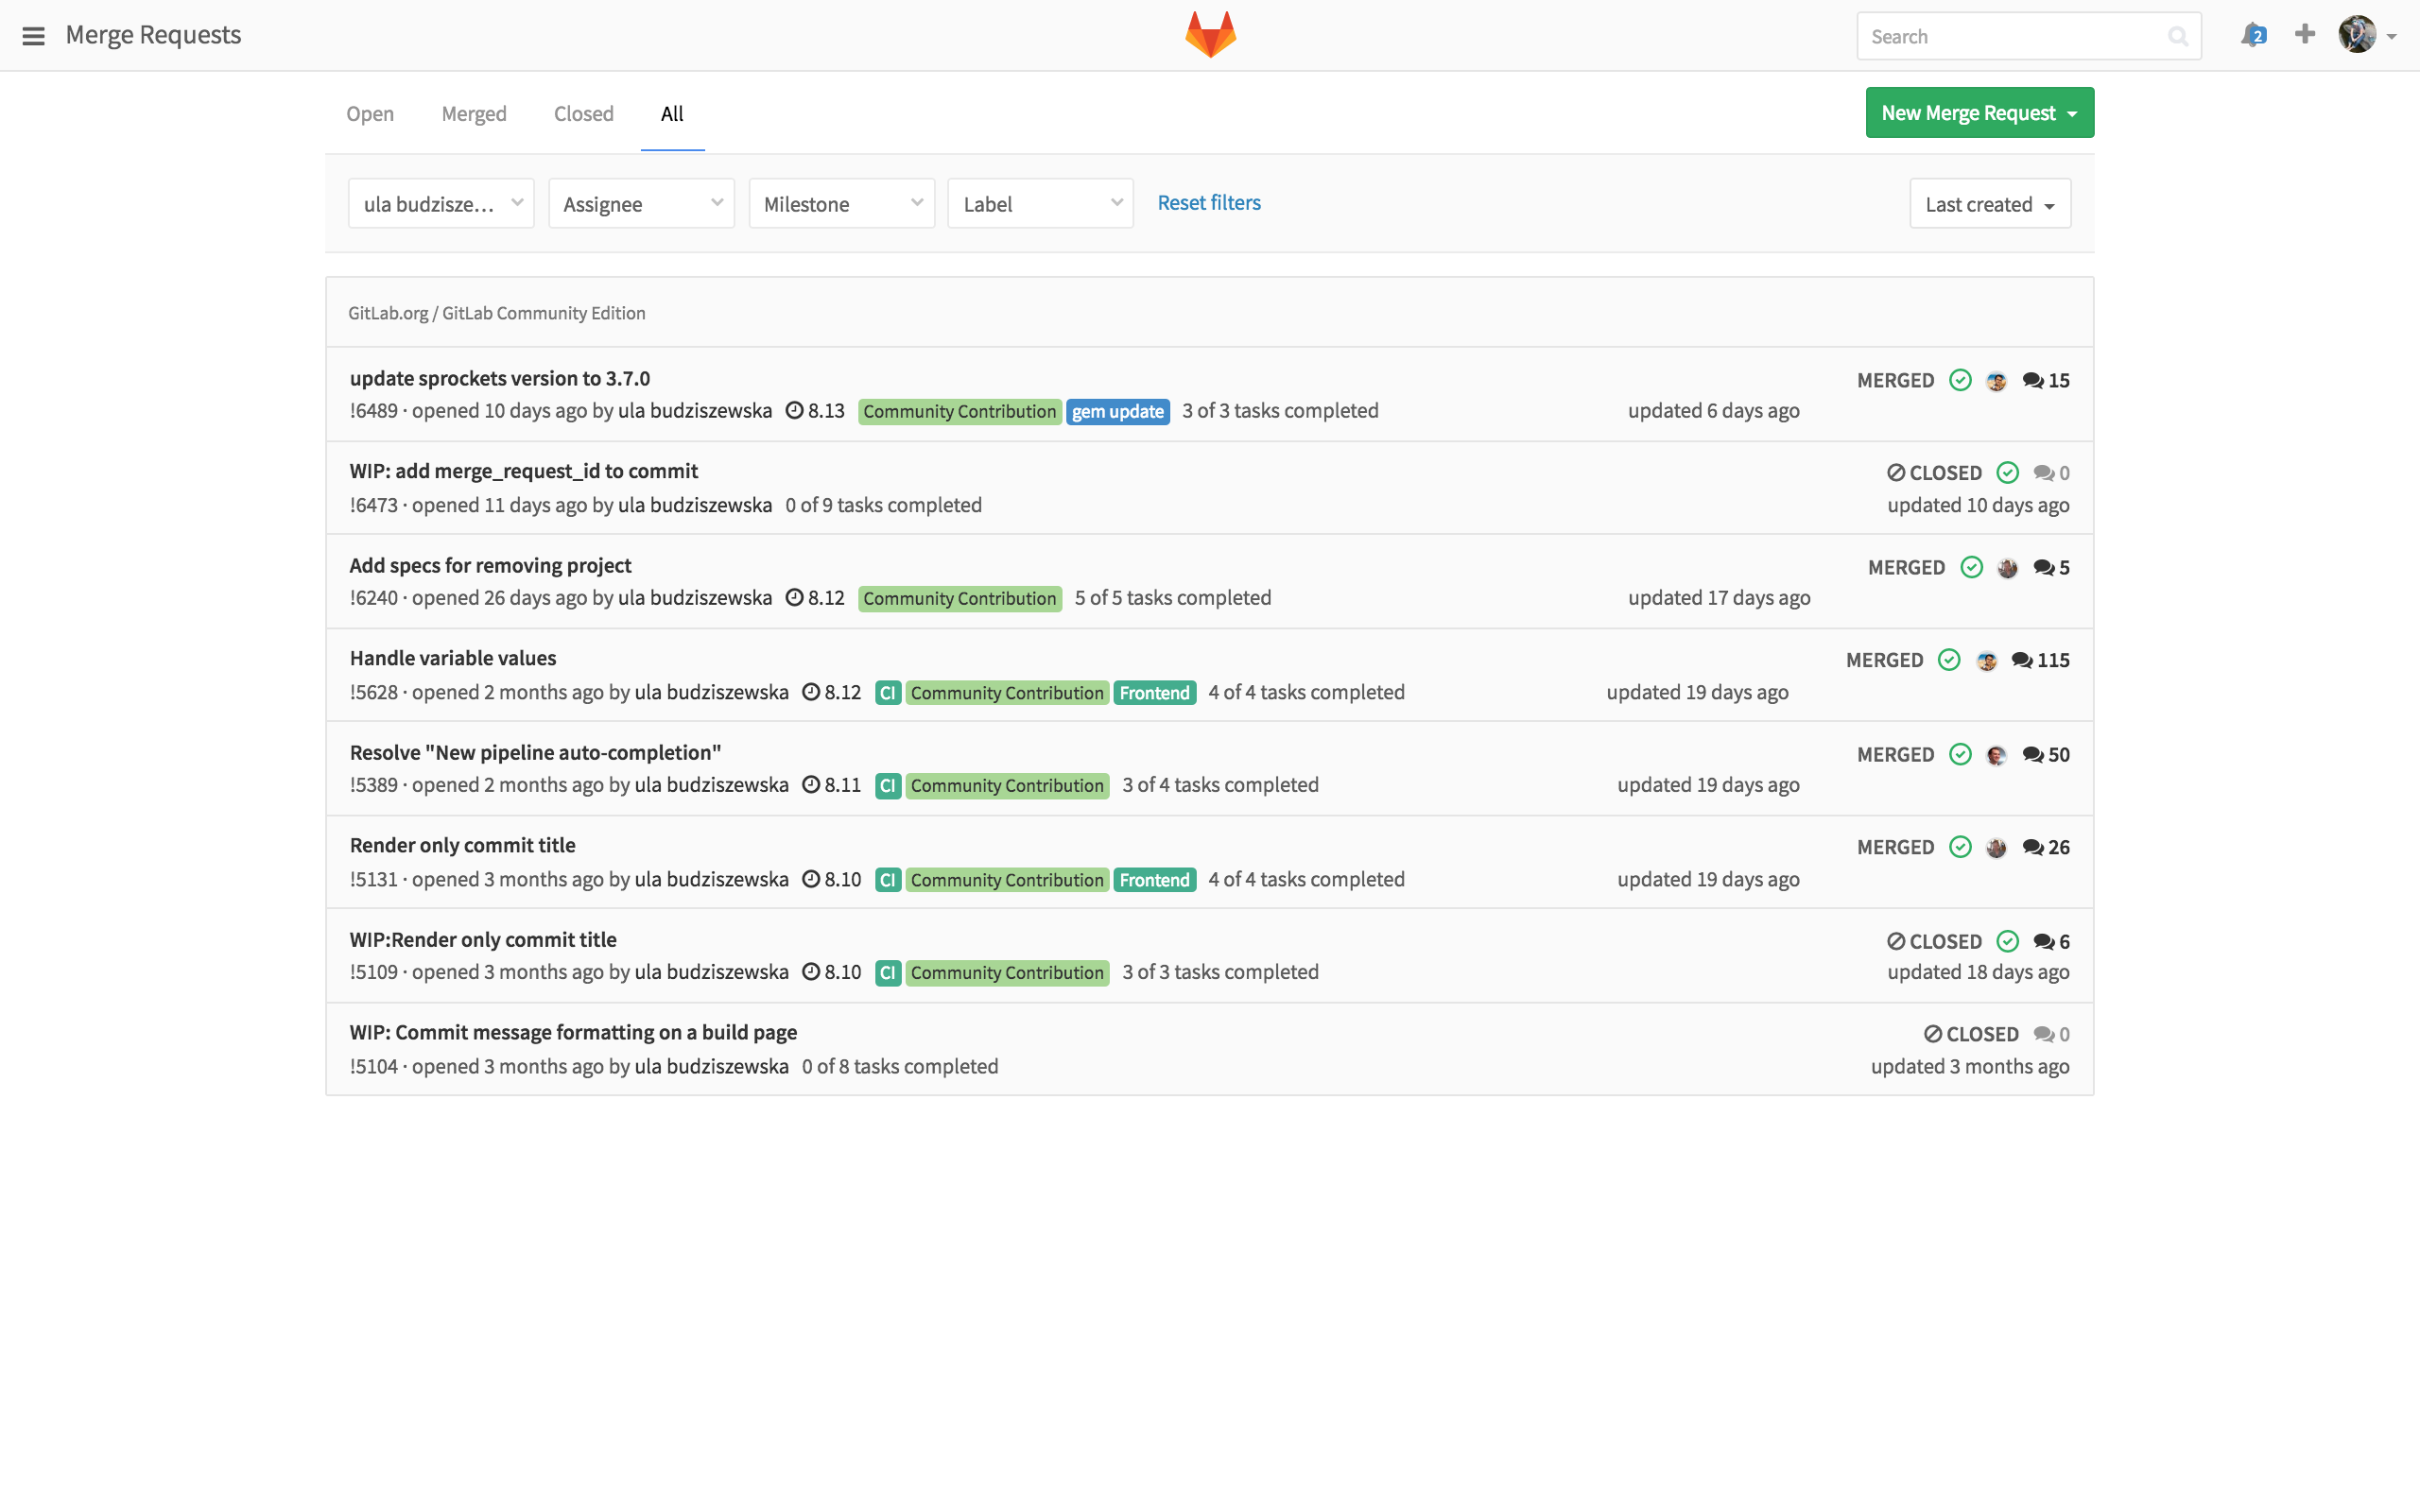 Merge Requests
Search
2
Open Merged Closed All
New Merge Request
ula budzisze... Assignee Milestone Label Reset filters Last created
GitLab.org / GitLab Community Edition
update sprockets version to 3.7.0 MERGED 15
!6489 · opened 10 days ago by ula budziszewska 8.13 Community Contribution gem update 3 of 3 tasks completed updated 6 days ago
WIP: add merge_request_id to commit CLOSED 0
!6473 · opened 11 days ago by ula budziszewska 0 of 9 tasks completed updated 10 days ago
Add specs for removing project MERGED 5
!6240 · opened 26 days ago by ula budziszewska 8.12 Community Contribution 5 of 5 tasks completed updated 17 days ago
Handle variable values MERGED 115
!5628 · opened 2 months ago by ula budziszewska 8.12 CI Community Contribution Frontend 4 of 4 tasks completed updated 19 days ago
Resolve "New pipeline auto-completion" MERGED 50
!5389 · opened 2 months ago by ula budziszewska 8.11 CI Community Contribution 3 of 4 tasks completed updated 19 days ago
Render only commit title MERGED 26
!5131 · opened 3 months ago by ula budziszewska 8.10 CI Community Contribution Frontend 4 of 4 tasks completed updated 19 days ago
WIP:Render only commit title CLOSED 6
!5109 · opened 3 months ago by ula budziszewska 8.10 CI Community Contribution 3 of 3 tasks completed updated 18 days ago
WIP: Commit message formatting on a build page CLOSED 0
!5104 · opened 3 months ago by ula budziszewska 0 of 8 tasks completed updated 3 months ago